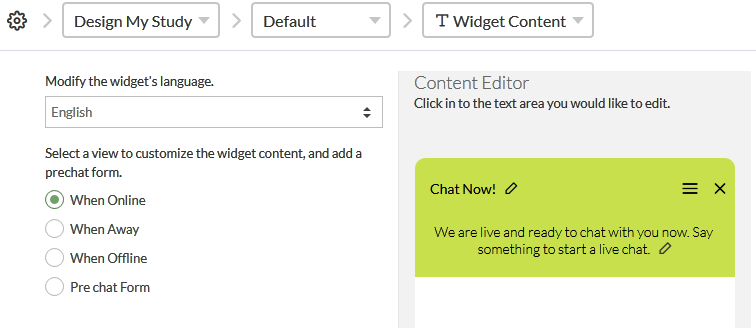 Design My Study
Default
T Widget Content
Modify the widget's language.
English
Select a view to customize the widget content, and add a
prechat form.
When Online
When Away
When Offline
Pre chat Form
Content Editor
Click in to the text area you would like to edit.
Chat Now!
We are live and ready to chat with you now. Say
something to start a live chat.